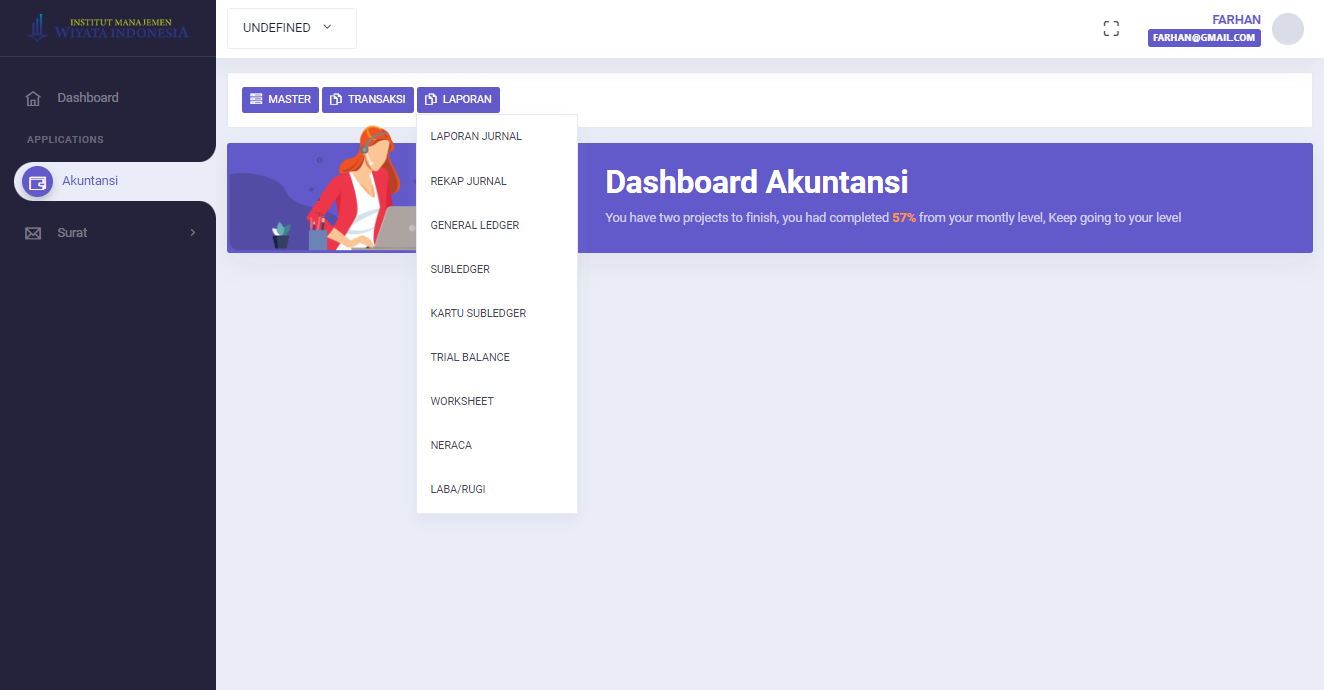 INSTITUT MANAJEMEN
WIYATA INDONESIA
UNDEFINED
FARHAN
FARHAN@GMAIL.COM
Dashboard
APPLICATIONS
Akuntansi
Surat
MASTER
TRANSAKSI
LAPORAN
LAPORAN JURNAL
REKAP JURNAL
GENERAL LEDGER
SUBLEDGER
KARTU SUBLEDGER
TRIAL BALANCE
WORKSHEET
NERACA
LABA/RUGI
Dashboard Akuntansi
You have two projects to finish, you had completed 57% from your montly level, Keep going to your level